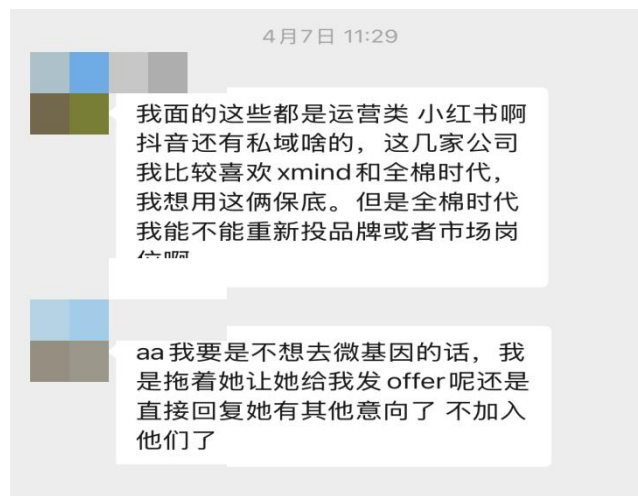 4月7日 11:29
我面的这些都是运营类 小红书啊
抖音还有私域啥的，这几家公司
我比较喜欢xmind和全棉时代，
我想用这俩保底。但是全棉时代
我能不能重新投品牌或者市场岗
aa我要是不想去微基因的话，我
是拖着她让她给我发offer呢还是
直接回复她有其他意向了 不加入
他们了